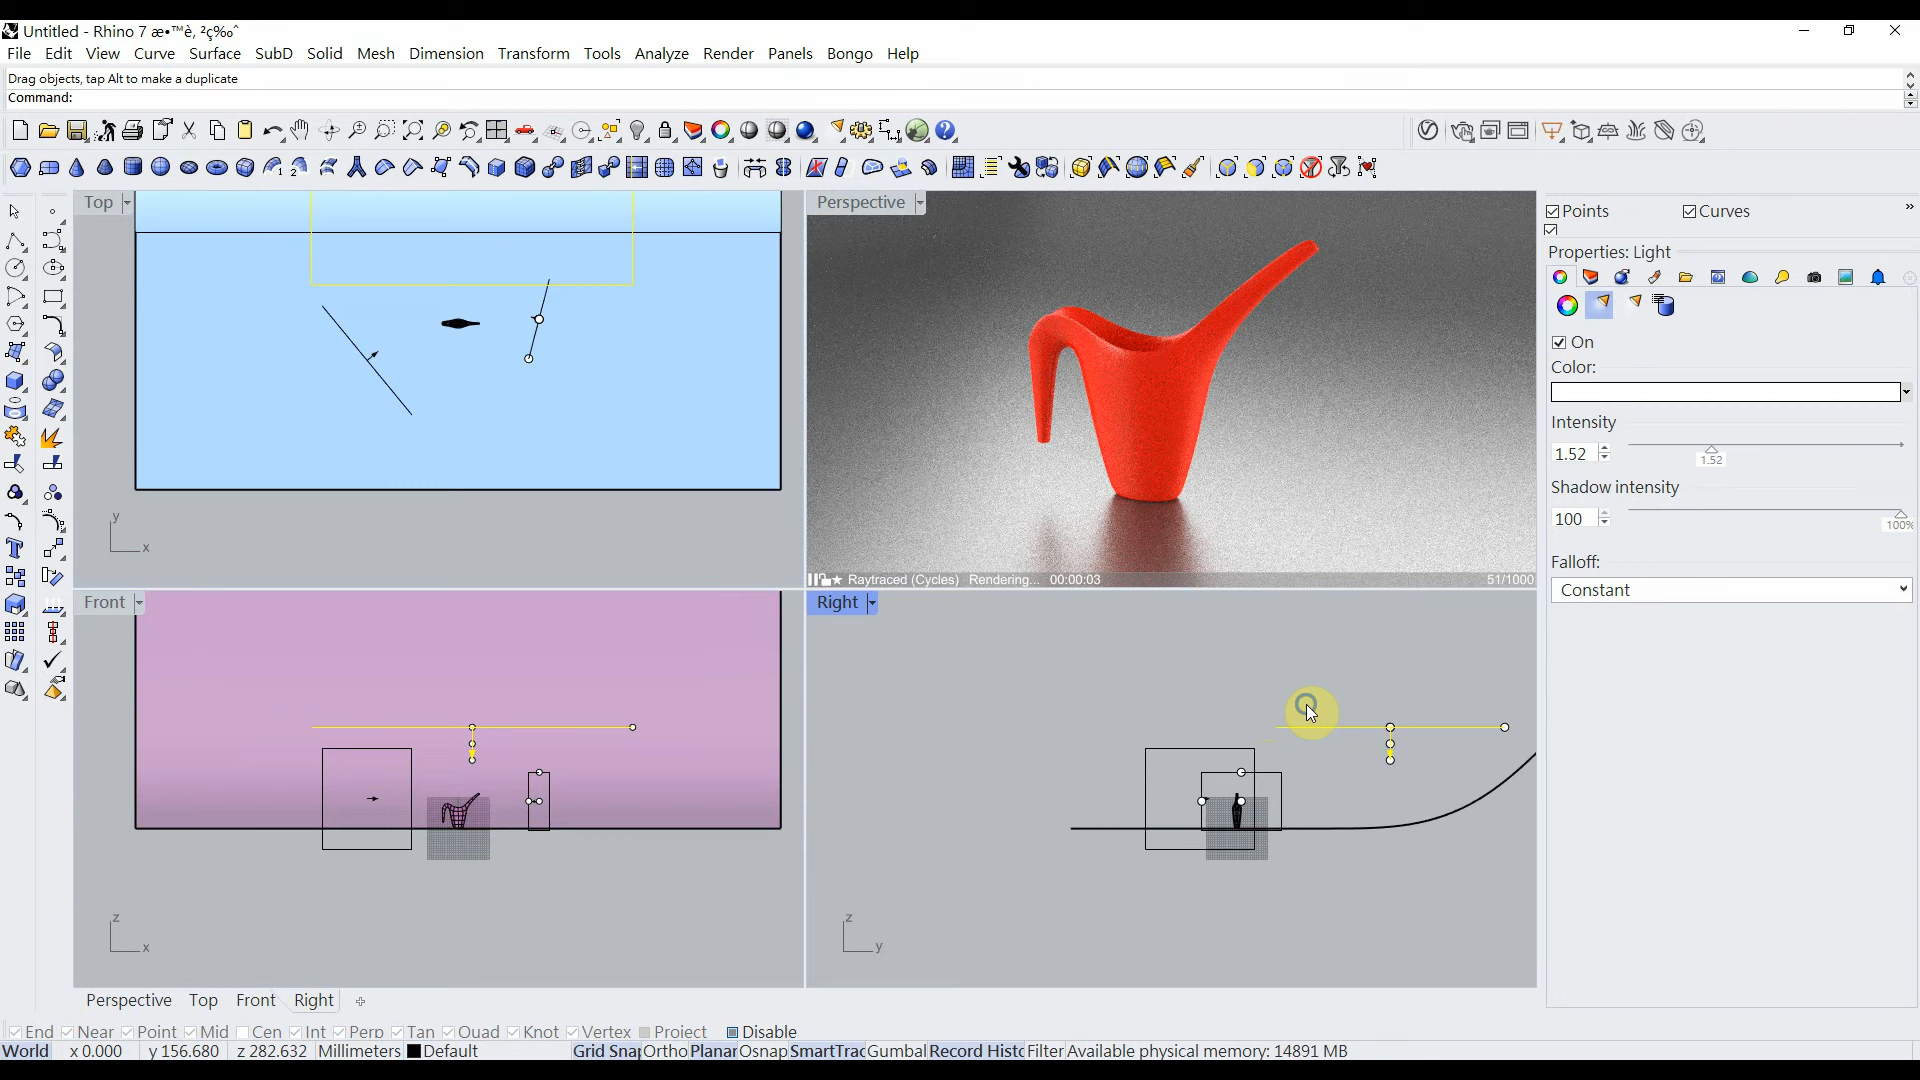 Untitled - Rhino 7 æ•™è‚²ç‰ˆ
File Edit View Curve Surface SubD Solid Mesh Dimension Transform Tools Analyze Render Panels Bongo Help
Drag objects, tap Alt to make a duplicate
Command:
Top
Perspective
Points Curves
Properties: Light
On
Color:
Intensity
1.52
1.52
Shadow intensity
100
100%
Falloff:
Constant
y
x
Raytraced (Cycles) Rendering... 00:00:03 51/1000
Front
Right
z
x
z
y
Perspective Top Front Right
End Near Point Mid Cen Int Perp Tan Quad Knot Vertex Project Disable
World x 0.000 y 156.680 z 282.632 Millimeters Default Grid Snap Ortho Planar Osnap SmartTrac Gumbal Record Histo Filter Available physical memory: 14891 MB